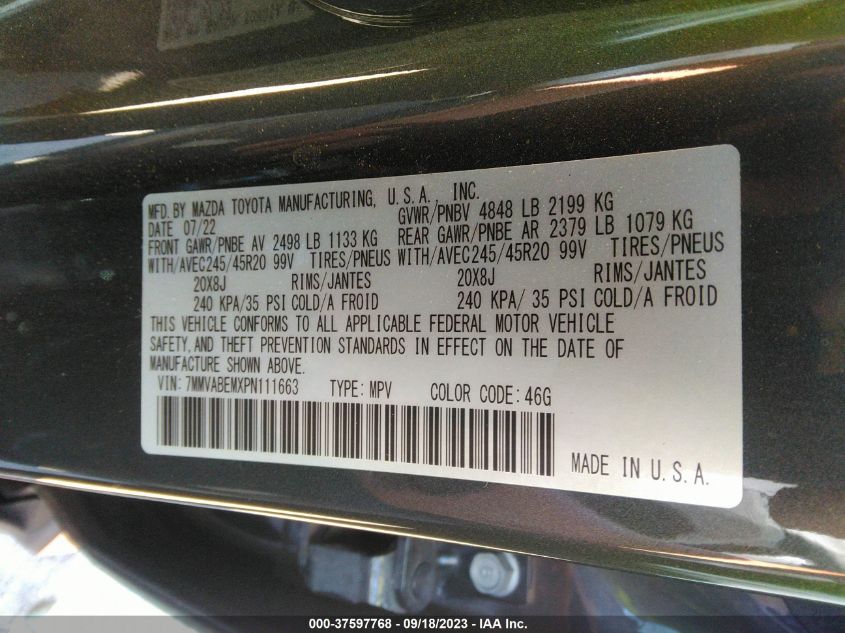 MFD. BY MAZDA TOYOTA MANUFACTURING, U.S.A. INC.
DATE 07/22 GVWR/PNBV 4848 LB 2199 KG
FRONT GAWR/PNBE AV 2498 LB 1133 KG REAR GAWR/PNBE AR 2379 LB 1079 KG
WITH/AVEC245/45R20 99V TIRES/PNEUS WITH/AVEC245/45R20 99V TIRES/PNEUS
20X8J RIMS/JANTES 20X8J RIMS/JANTES
240 KPA/35 PSI COLD/A FROID 240 KPA/ 35 PSI COLD/A FROID
THIS VEHICLE CONFORMS TO ALL APPLICABLE FEDERAL MOTOR VEHICLE
SAFETY, AND THEFT PREVENTION STANDARDS IN EFFECT ON THE DATE OF
MANUFACTURE SHOWN ABOVE.
VIN: 7MMVABEMXPN111663 TYPE: MPV COLOR CODE: 46G
MADE IN U.S.A.
000-37597768 - 09/18/2023 - IAA Inc.